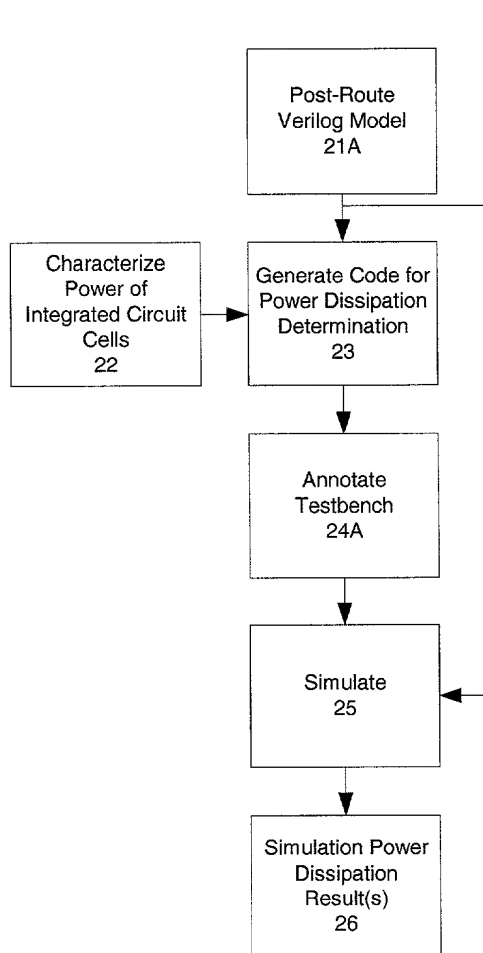 Post-Route
Verilog Model
21A
Characterize
Power of
Integrated Circuit
Cells
22
Generate Code for
Power Dissipation
Determination
23
Annotate
Testbench
24A
Simulate
25
Simulation Power
Dissipation
Result(s)
26